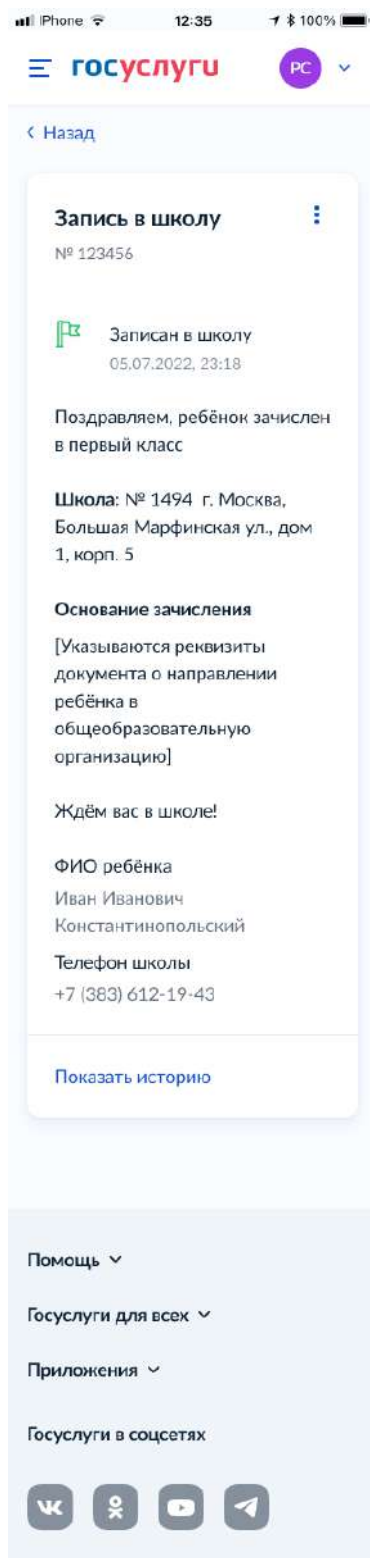 iPhone 12:35 100%
госуслуги РС
Назад
Запись в школу
№ 123456
Записан в школу
05.07.2022, 23:18
Поздравляем, ребёнок зачислен
в первый класс
Школа: № 1494 г. Москва,
Большая Марфинская ул., дом
1, корп. 5
Основание зачисления
[Указываются реквизиты
документа о направлении
ребёнка в
общеобразовательную
организацию]
Ждём вас в школе!
ФИО ребёнка
Иван Иванович
Константинопольский
Телефон школы
+7 (383) 612-19-43
Показать историю
Помощь
Госуслуги для всех
Приложения
Госуслуги в соцсетях